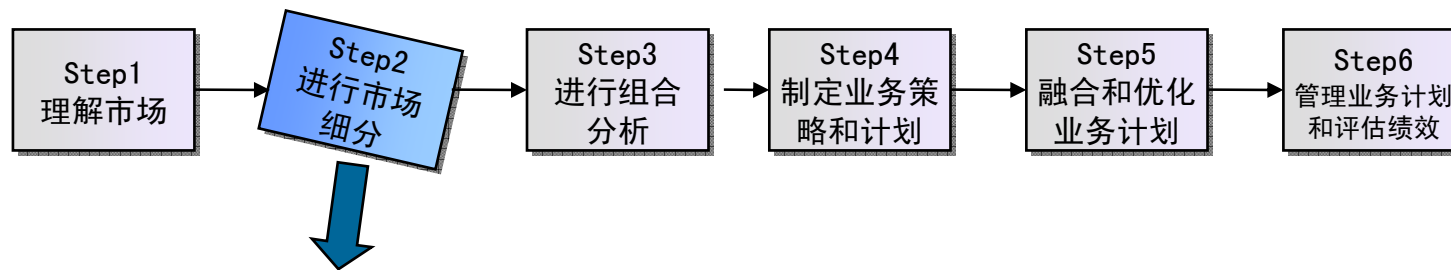 Step1
理解市场
Step2
进行市场
细分
Step3
进行组合
分析
Step4
制定业务策
略和计划
Step5
融合和优化
业务计划
Step6
管理业务计划
和评估绩效